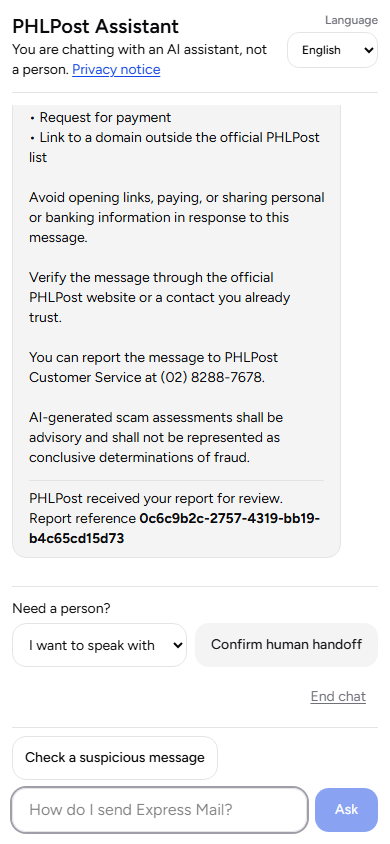 PHLPost Assistant
Language
You are chatting with an AI assistant, not
a person. Privacy notice
English
• Request for payment
• Link to a domain outside the official PHLPost
list
Avoid opening links, paying, or sharing personal
or banking information in response to this
message.
Verify the message through the official
PHLPost website or a contact you already
trust.
You can report the message to PHLPost
Customer Service at (02) 8288-7678.
AI-generated scam assessments shall be
advisory and shall not be represented as
conclusive determinations of fraud.
PHLPost received your report for review.
Report reference 0c6c9b2c-2757-4319-bb19-
b4c65cd15d73
Need a person?
I want to speak with
Confirm human handoff
End chat
Check a suspicious message
How do I send Express Mail?
Ask